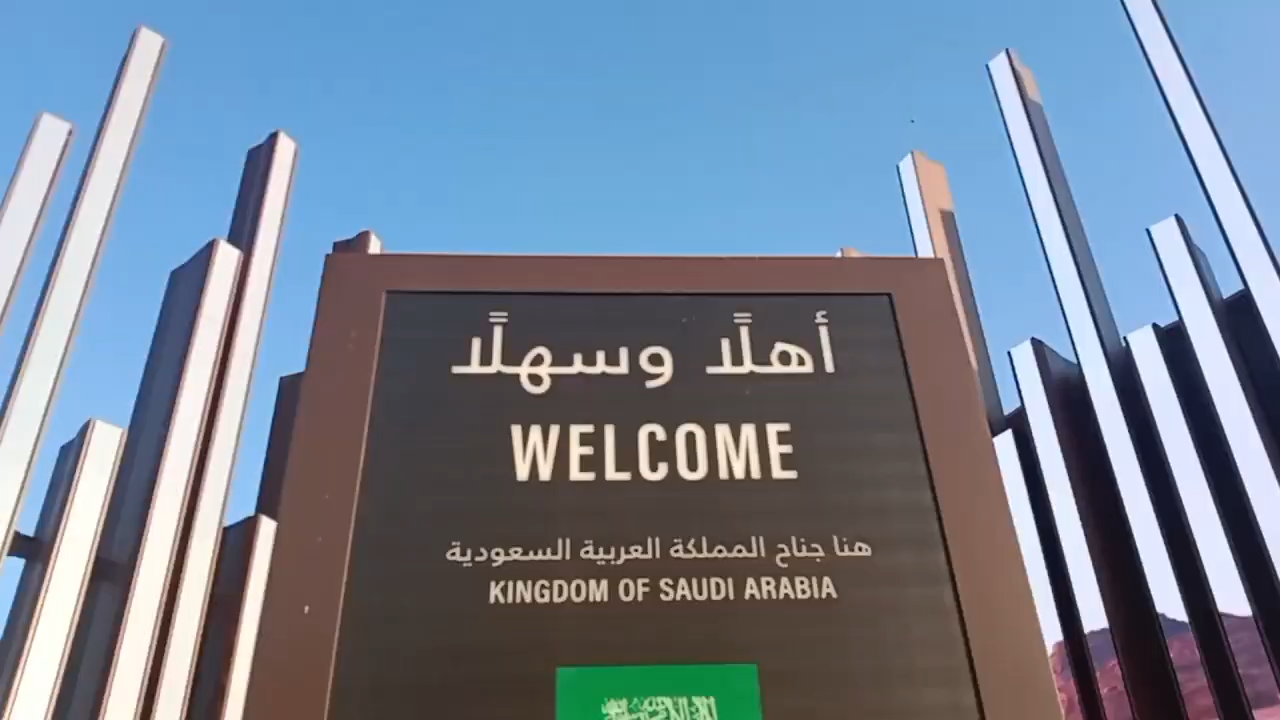 أهلًا وسهلًا
WELCOME
هنا جناح المملكة العربية السعودية
KINGDOM OF SAUDI ARABIA